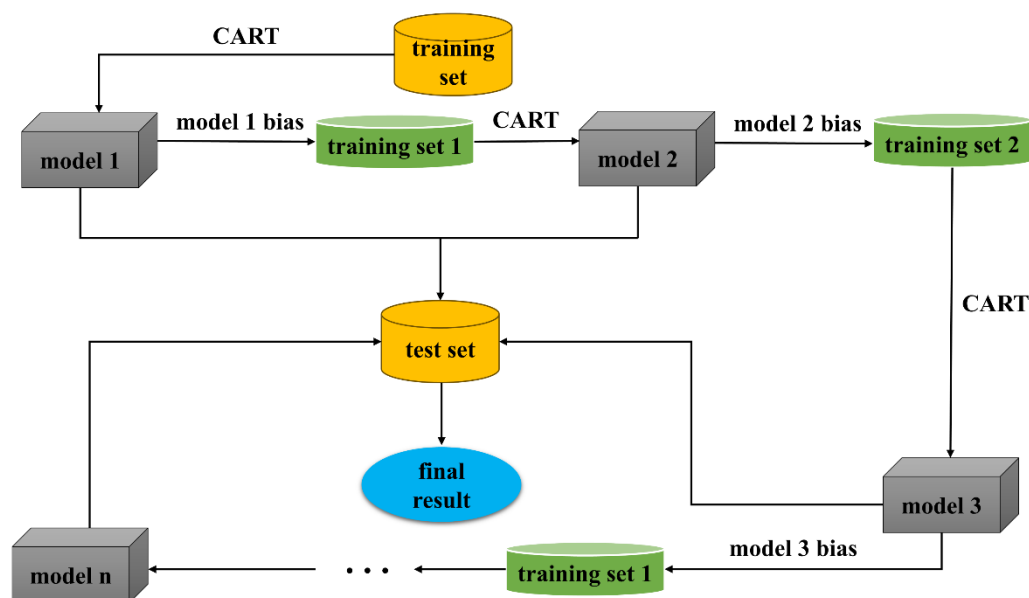 CART
training
set
model 1
model 1 bias
training set 1
CART
model 2
model 2 bias
training set 2
CART
test set
final
result
model 3
model 3 bias
training set 1
...
model n